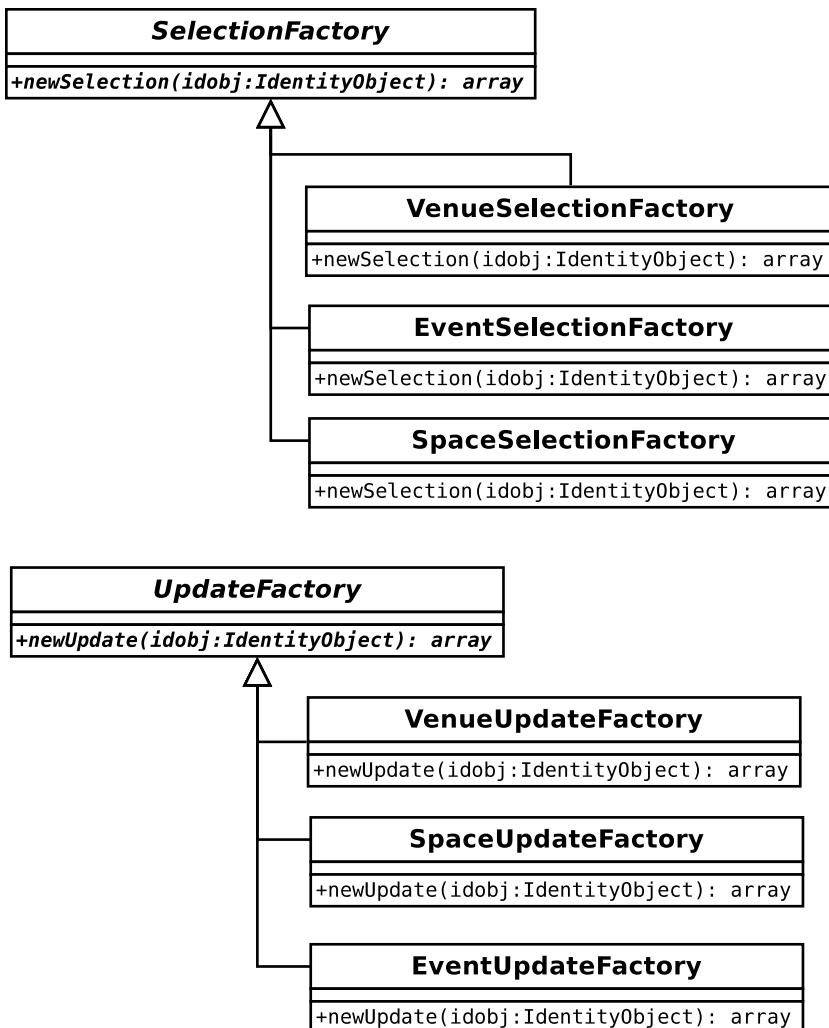 SelectionFactory
+newSelection(idobj:IdentityObject): array
VenueSelectionFactory
+newSelection(idobj:IdentityObject): array
EventSelectionFactory
+newSelection(idobj:IdentityObject): array
SpaceSelectionFactory
+newSelection(idobj:IdentityObject): array
UpdateFactory
+newUpdate(idobj:IdentityObject): array
VenueUpdateFactory
+newUpdate(idobj:IdentityObject): array
SpaceUpdateFactory
+newUpdate(idobj:IdentityObject): array
EventUpdateFactory
+newUpdate(idobj:IdentityObject): array